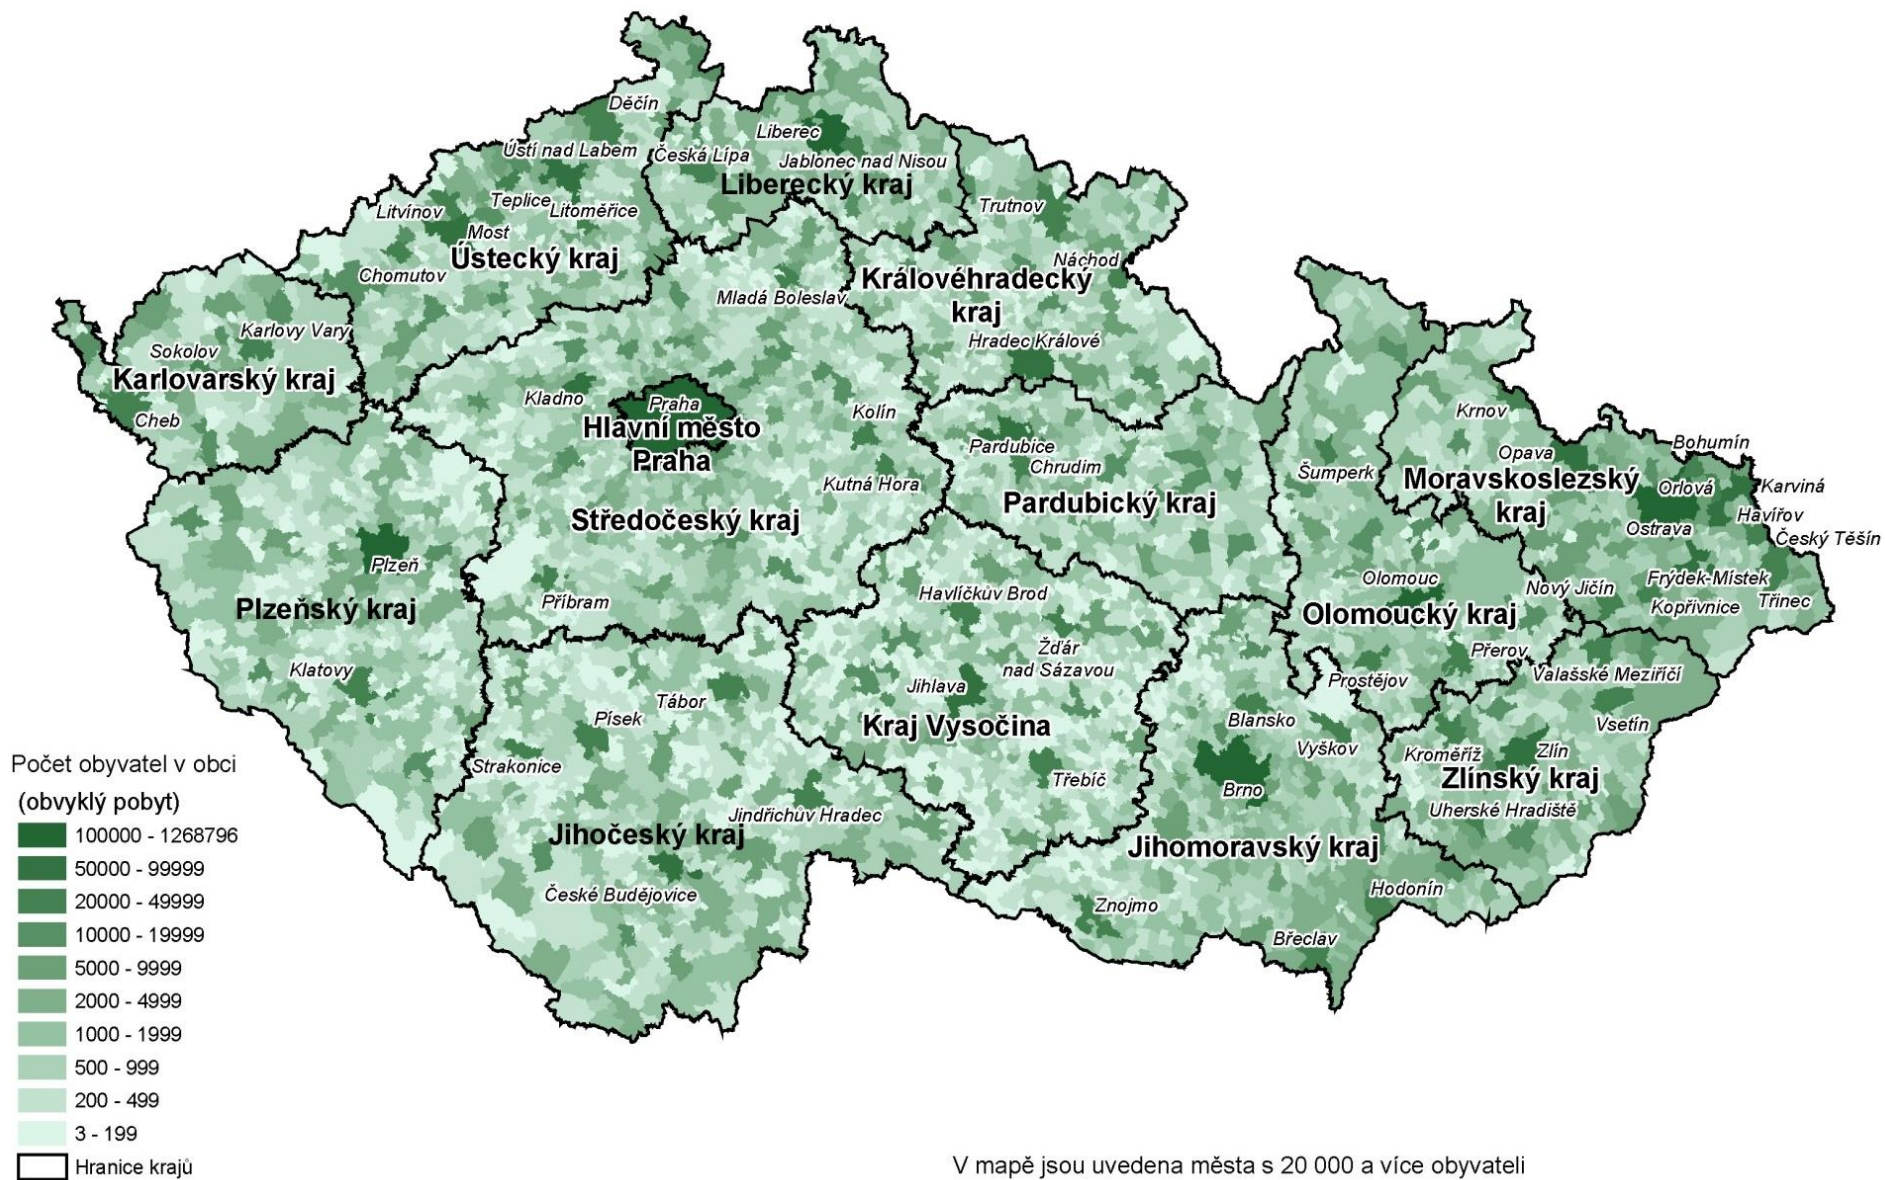 Děčín
Liberec
Ústí nad Labem
Česká Lípa
Jablonec nad Nisou
Liberecký kraj
Teplice
Litvínov
Litoměřice
Trutnov
Most
Ústecký kraj
Chomutov
Náchod
Královéhradecký
kraj
Mladá Boleslav
Karlovy Vary
Sokolov
Hradec Králové
Karlovarský kraj
Cheb
Kladno
Praha
Hlavní město
Praha
Kolín
Krnov
Pardubice
Chrudim
Bohumín
Opava
Šumperk
Moravskoslezský
kraj
Orlová
Karviná
Kutná Hora
Pardubický kraj
Středočeský kraj
Havířov
Ostrava
Český Těšín
Plzeň
Olomouc
Frýdek-Místek
Nový Jičín
Havlíčkův Brod
Příbram
Plzeňský kraj
Olomoucký kraj
Kopřivnice
Třinec
Žďár
nad Sázavou
Přerov
Klatovy
Valašské Meziříčí
Jihlava
Prostějov
Tábor
Písek
Kraj Vysočina
Blansko
Vyškov
Vsetín
Kroměříž
Zlín
Zlínský kraj
Strakonice
Třebíč
Brno
Uherské Hradiště
Jindřichův Hradec
Jihočeský kraj
Jihomoravský kraj
České Budějovice
Hodonín
Znojmo
Břeclav
Počet obyvatel v obci
(obvyklý pobyt)
100000 - 1268796
50000 - 99999
20000 - 49999
10000 - 19999
5000 - 9999
2000 - 4999
1000 - 1999
500 - 999
200 - 499
3 - 199
Hranice krajů
V mapě jsou uvedena města s 20 000 a více obyvateli